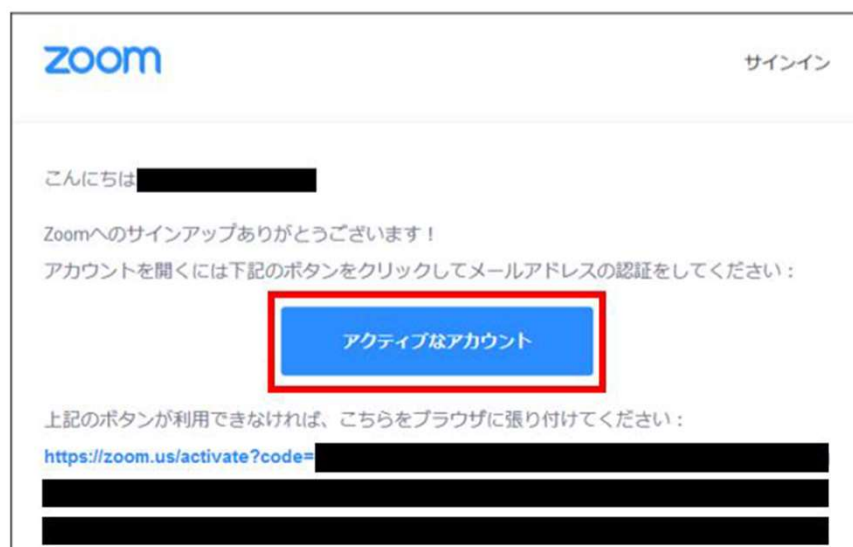 zoom
サインイン
こんにちは
Zoomへのサインアップありがとうございます！
アカウントを開くには下記のボタンをクリックしてメールアドレスの認証をしてください：
アクティブなアカウント
上記のボタンが利用できなければ、こちらをブラウザに張り付けてください：
https://zoom.us/activate?code=